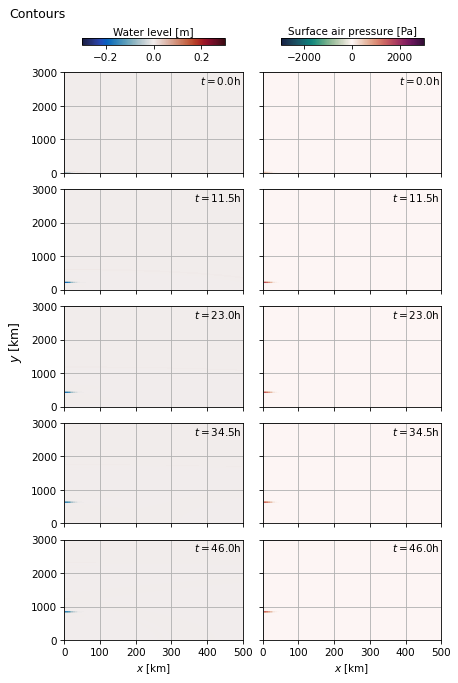 Contours
Water level [m]
−0.2 0.0 0.2
Surface air pressure [Pa]
−2000 0 2000
3000
2000
1000
0
t = 0.0h
t = 0.0h
3000
2000
1000
0
t = 11.5h
t = 11.5h
y [km]
3000
2000
1000
0
t = 23.0h
t = 23.0h
3000
2000
1000
0
t = 34.5h
t = 34.5h
3000
2000
1000
0
t = 46.0h
t = 46.0h
0 100 200 300 400 500
0 100 200 300 400 500
x [km]
x [km]